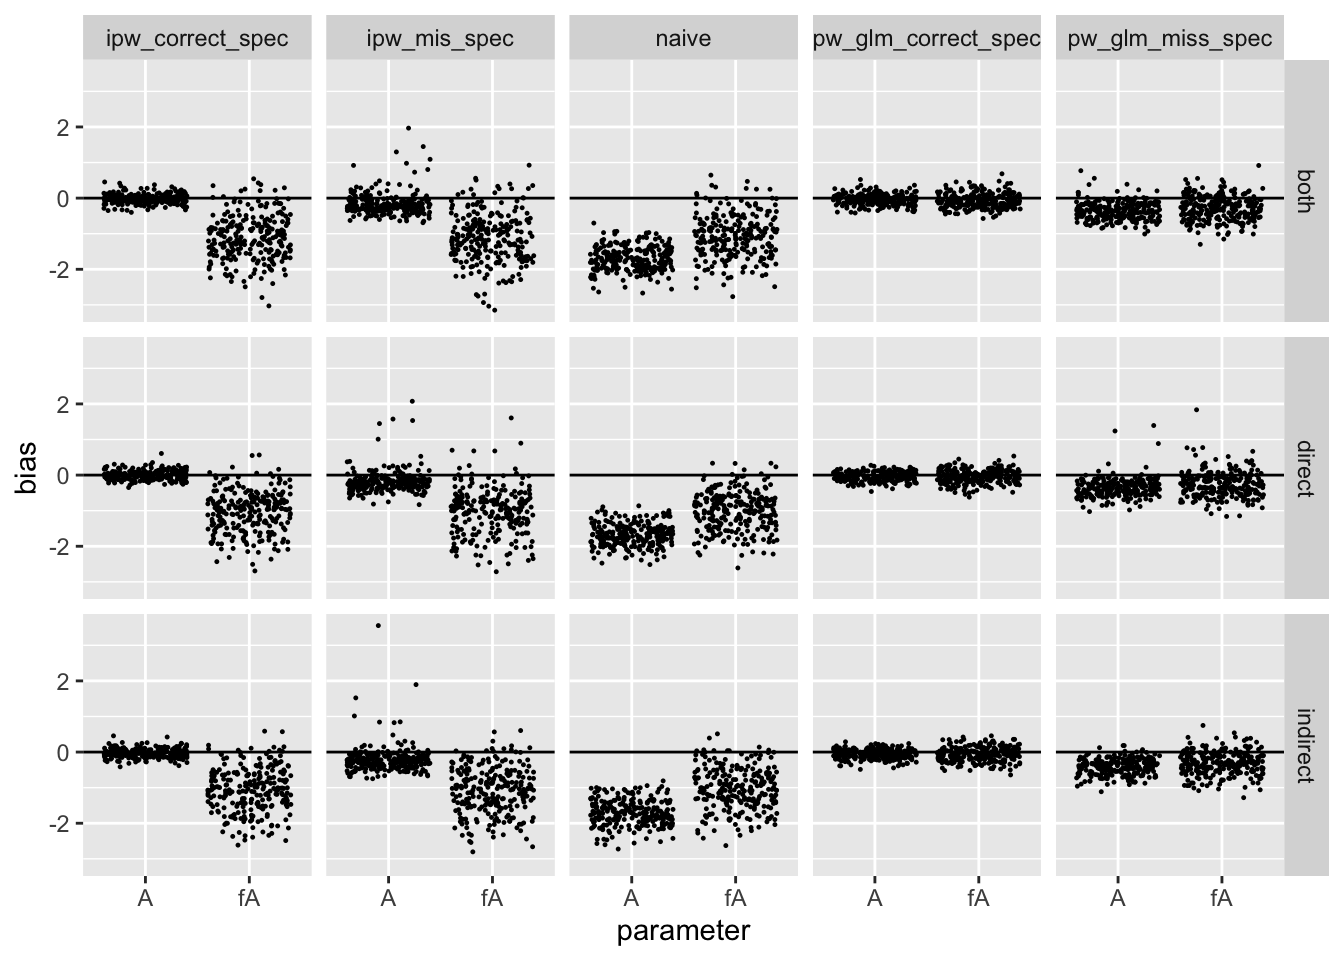 ipw_correct_spec ipw_mis_spec naive pw_glm_correct_spec pw_glm_miss_spec
2
0
-2
both
2
0
-2
direct
2
0
-2
indirect
bias
A fA A fA A fA A fA A fA
parameter